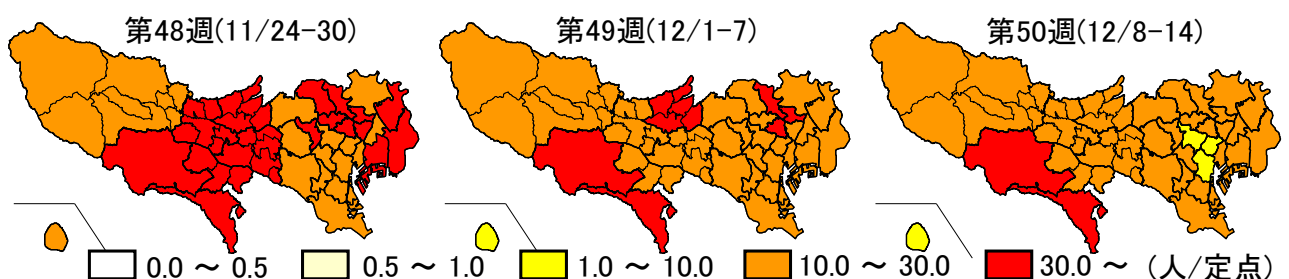 第48週(11/24-30)
第49週(12/1-7)
第50週(12/8-14)
0.0 ～ 0.5
0.5 ～ 1.0
1.0 ～ 10.0
10.0 ～ 30.0
30.0 ～ (人/定点)